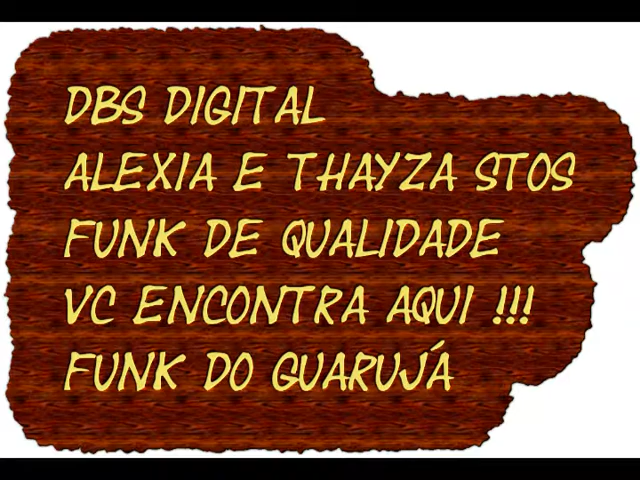 DBS DIGITAL
ALEXIA E THAYZA STOS
FUNK DE QUALIDADE
VC ENCONTRA AQUI !!!
FUNK DO GUARUJÁ